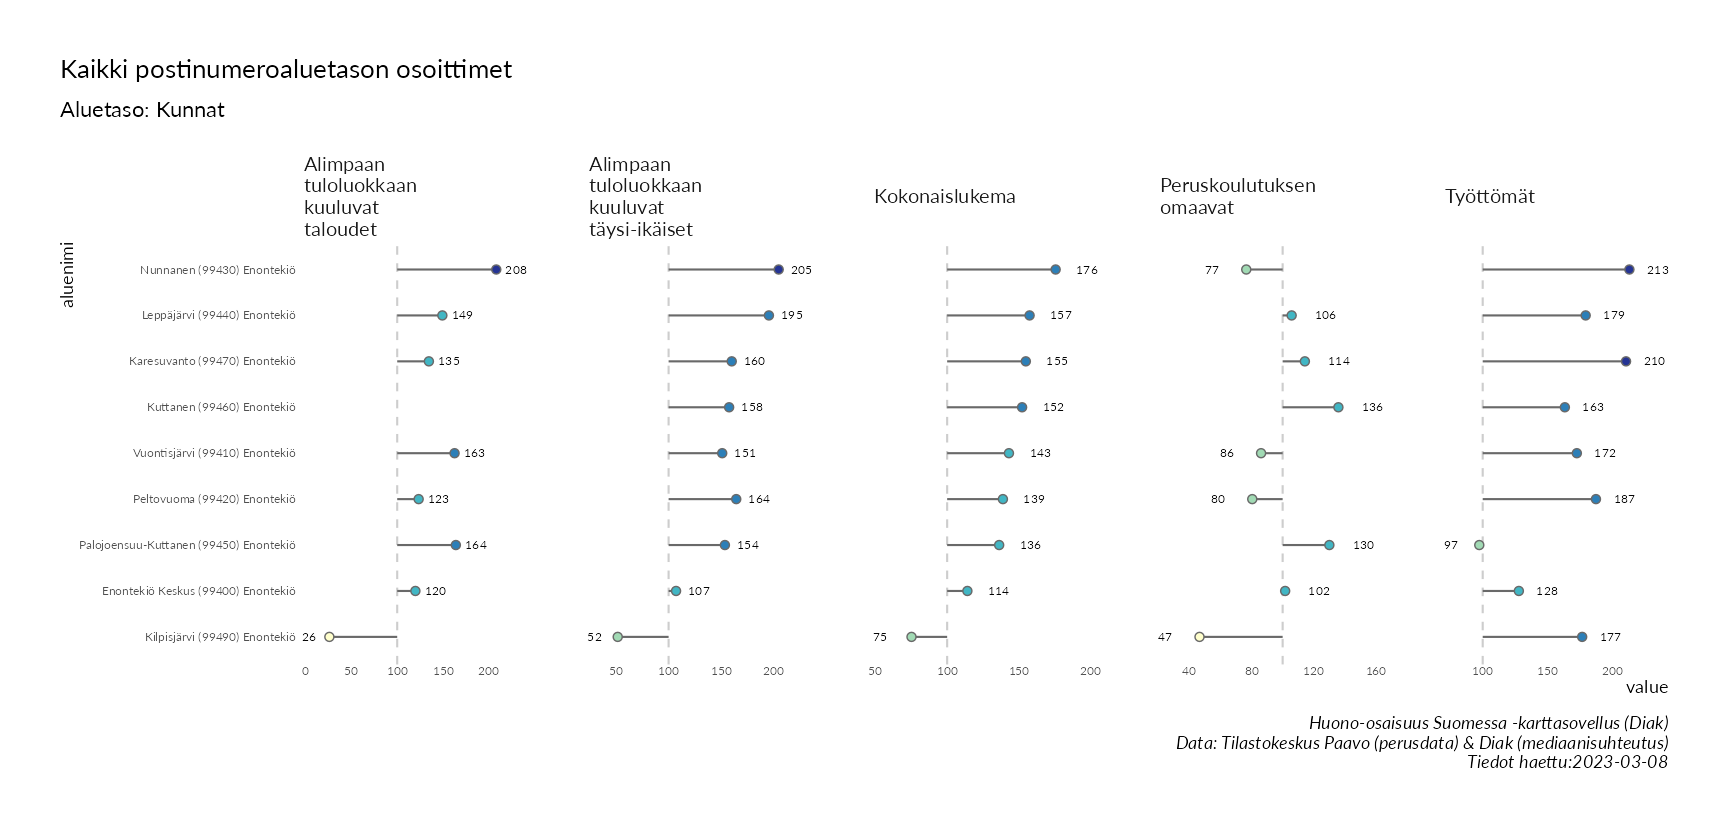 Kaikki postinumeroaluetason osoittimet
Aluetaso: Kunnat
Alimpaan
tuloluokkaan
kuuluvat
taloudet
Alimpaan
tuloluokkaan
kuuluvat
täysi-ikäiset
Kokonaislukema
Peruskoulutuksen
omaavat
Työttömät
aluenimi
Nunnanen (99430) Enontekiö 208 205 176 77 213
Leppäjärvi (99440) Enontekiö 149 195 157 106 179
Karesuvanto (99470) Enontekiö 135 160 155 114 210
Kuttanen (99460) Enontekiö 158 152 136 163
Vuontisjärvi (99410) Enontekiö 163 151 143 86 172
Peltovuoma (99420) Enontekiö 123 164 139 80 187
Palojoensuu-Kuttanen (99450) Enontekiö 164 154 136 130 97
Enontekiö Keskus (99400) Enontekiö 120 107 114 102 128
Kilpisjärvi (99490) Enontekiö 26 52 75 47 177
0 50 100 150 200 50 100 150 200 50 100 150 200 40 80 120 160 100 150 200
value
Huono-osaisuus Suomessa -karttasovellus (Diak)
Data: Tilastokeskus Paavo (perusdata) & Diak (mediaanisuhteutus)
Tiedot haettu:2023-03-08